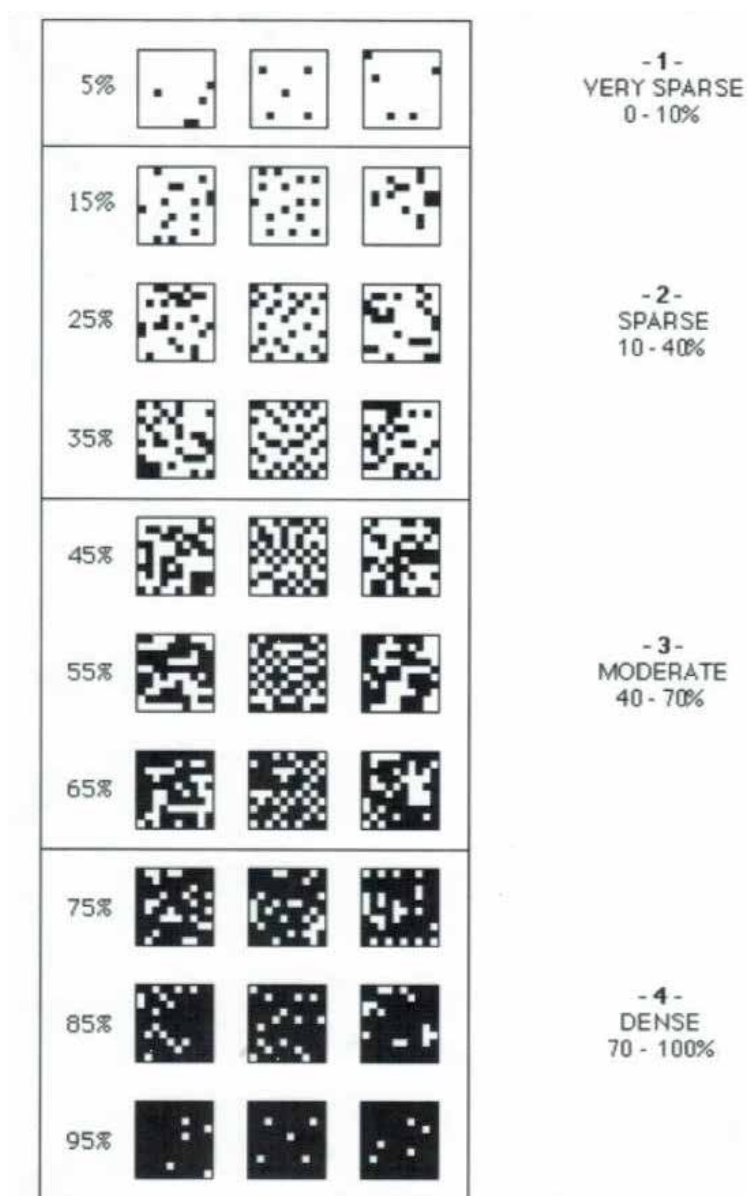 5%
-1-
VERY SPARSE
0 - 10%
15%
25%
-2-
SPARSE
10 - 40%
35%
45%
55%
-3-
MODERATE
40 - 70%
65%
75%
85%
-4-
DENSE
70 - 100%
95%